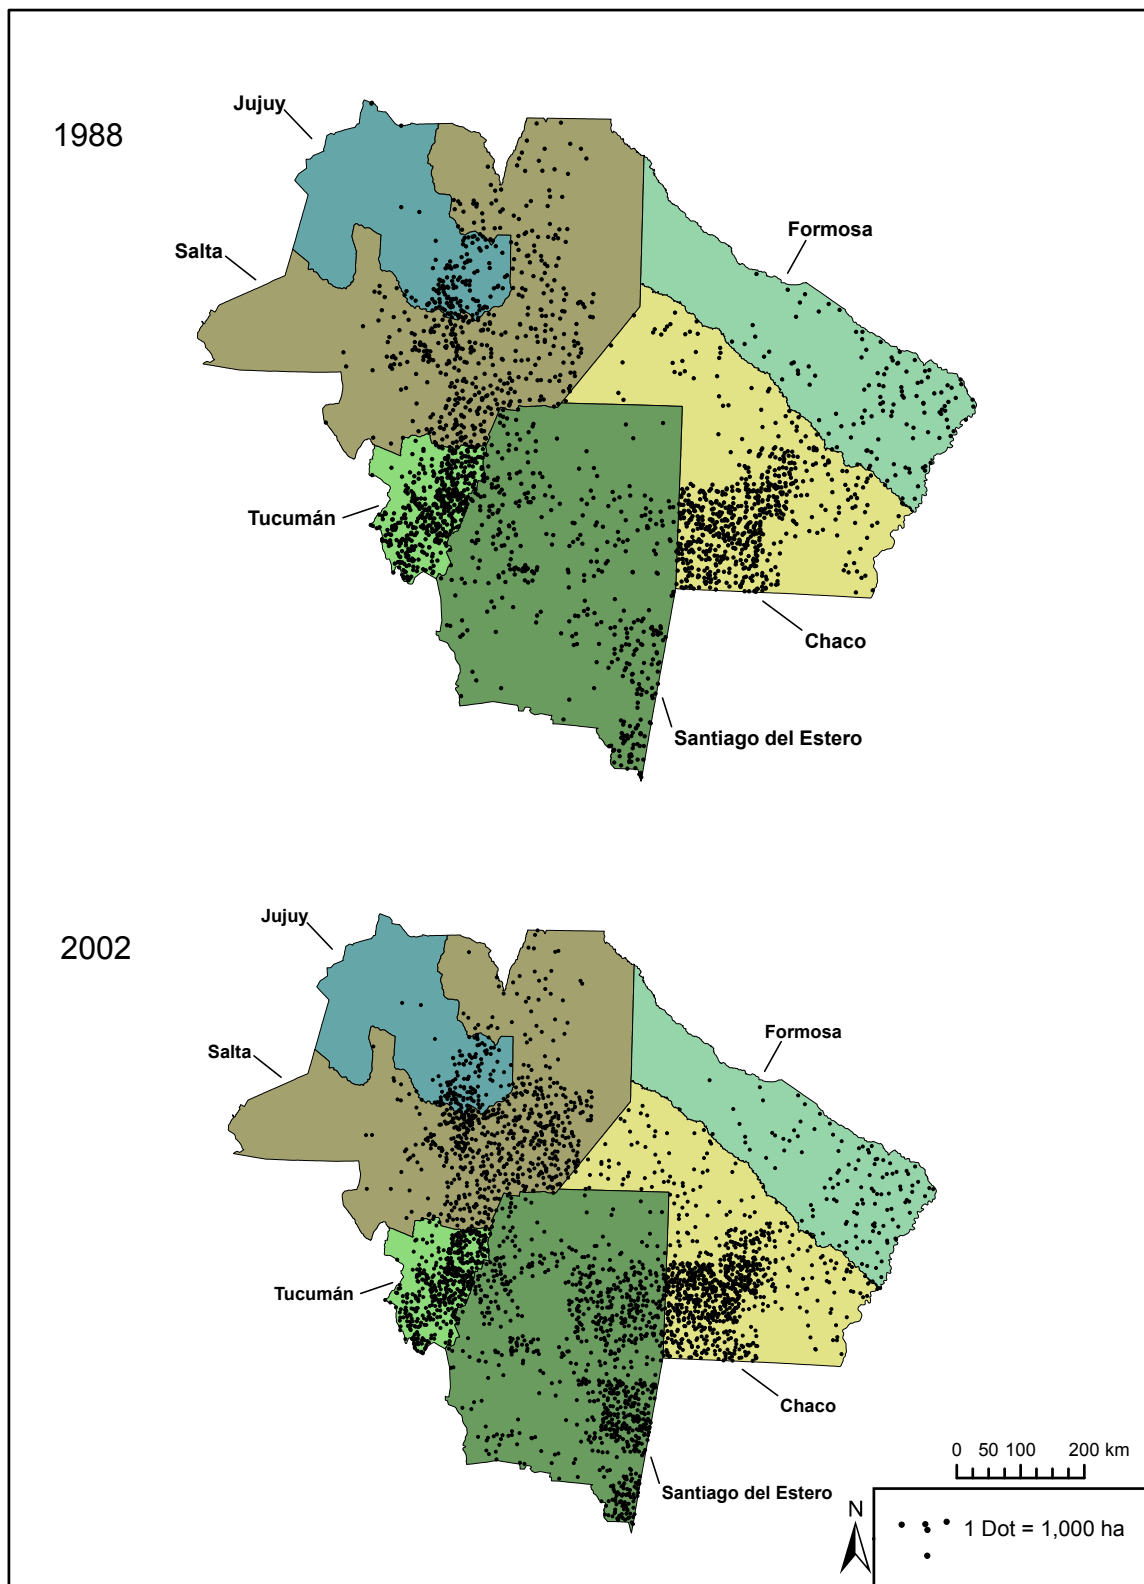 1988
Jujuy
Salta
Formosa
Tucumán
Chaco
Santiago del Estero
2002
Jujuy
Salta
Formosa
Tucumán
Chaco
Santiago del Estero
0 50 100 200 km
N
1 Dot = 1,000 ha